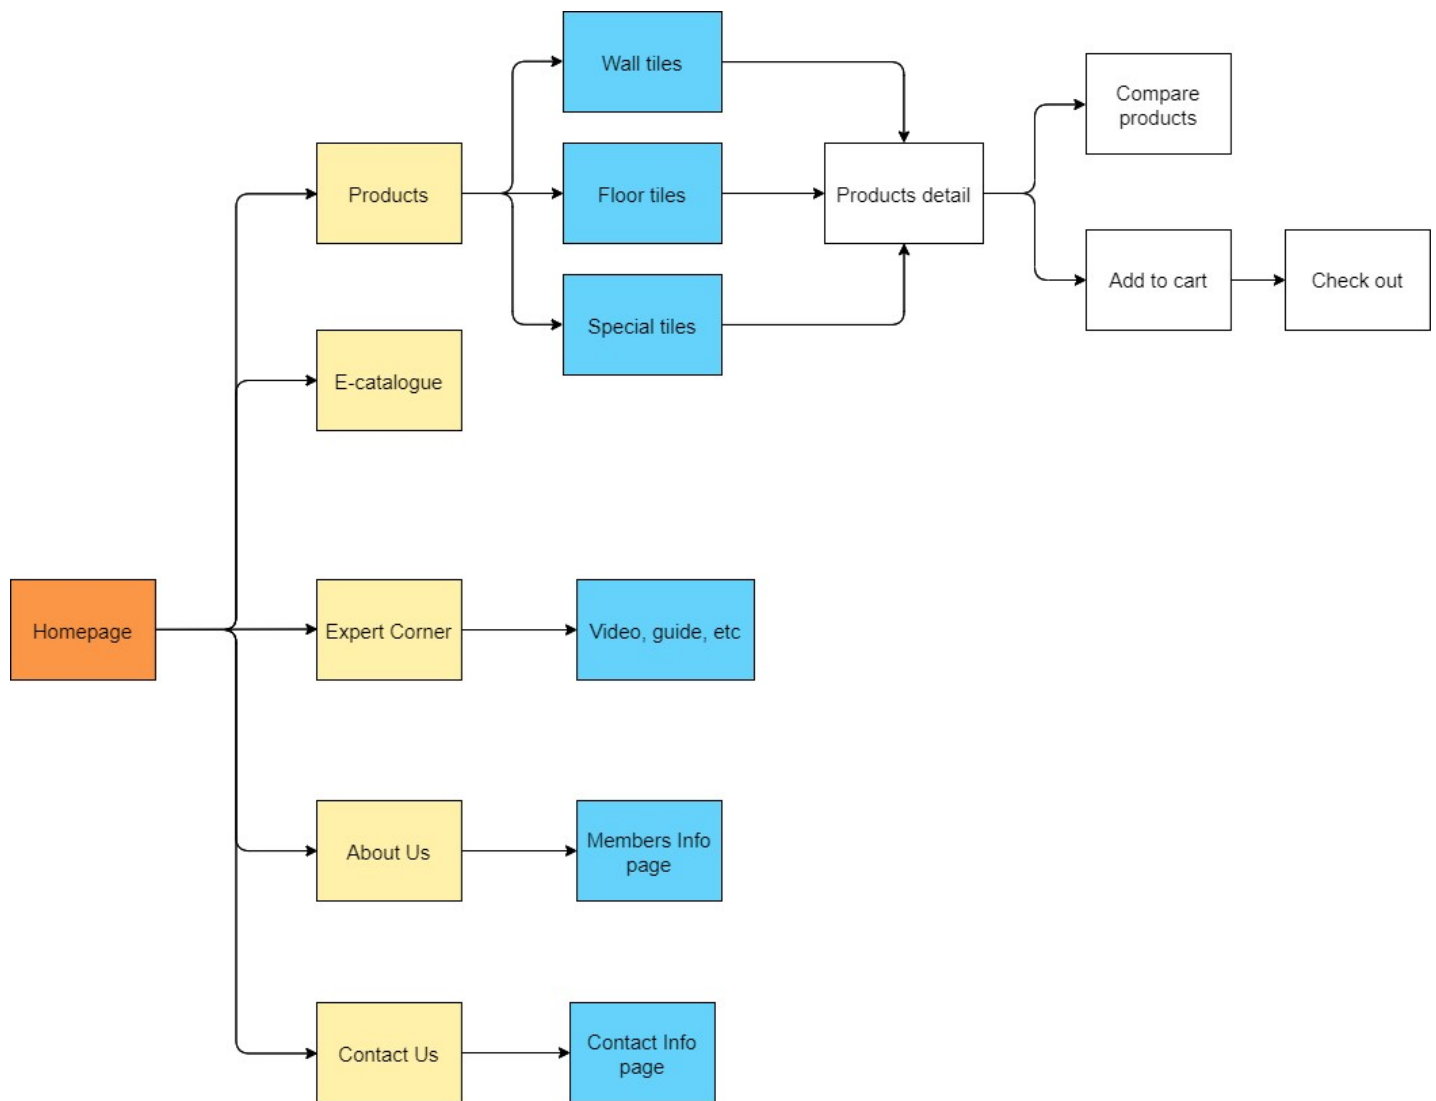 Wall tiles
Compare
products
Products
Floor tiles
Products detail
Add to cart
Check out
Special tiles
E-catalogue
Homepage
Expert Corner
Video, guide, etc
About Us
Members Info
page
Contact Us
Contact Info
page